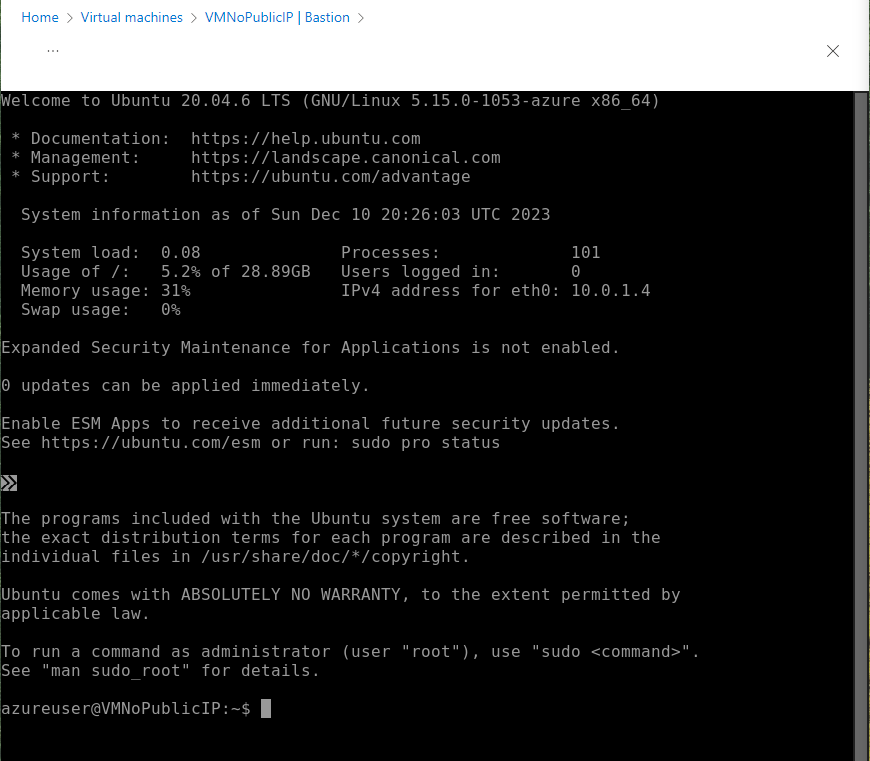 Home > Virtual machines > VMNoPublicIP | Bastion >
...
Welcome to Ubuntu 20.04.6 LTS (GNU/Linux 5.15.0-1053-azure x86_64)
* Documentation:  https://help.ubuntu.com
* Management:     https://landscape.canonical.com
* Support:        https://ubuntu.com/advantage
System information as of Sun Dec 10 20:26:03 UTC 2023
System load:  0.08              Processes:             101
Usage of /:   5.2% of 28.89GB   Users logged in:       0
Memory usage: 31%               IPv4 address for eth0: 10.0.1.4
Swap usage:   0%
Expanded Security Maintenance for Applications is not enabled.
0 updates can be applied immediately.
Enable ESM Apps to receive additional future security updates.
See https://ubuntu.com/esm or run: sudo pro status
The programs included with the Ubuntu system are free software;
the exact distribution terms for each program are described in the
individual files in /usr/share/doc/*/copyright.
Ubuntu comes with ABSOLUTELY NO WARRANTY, to the extent permitted by
applicable law.
To run a command as administrator (user "root"), use "sudo <command>".
See "man sudo_root" for details.
azureuser@VMNoPublicIP:~$